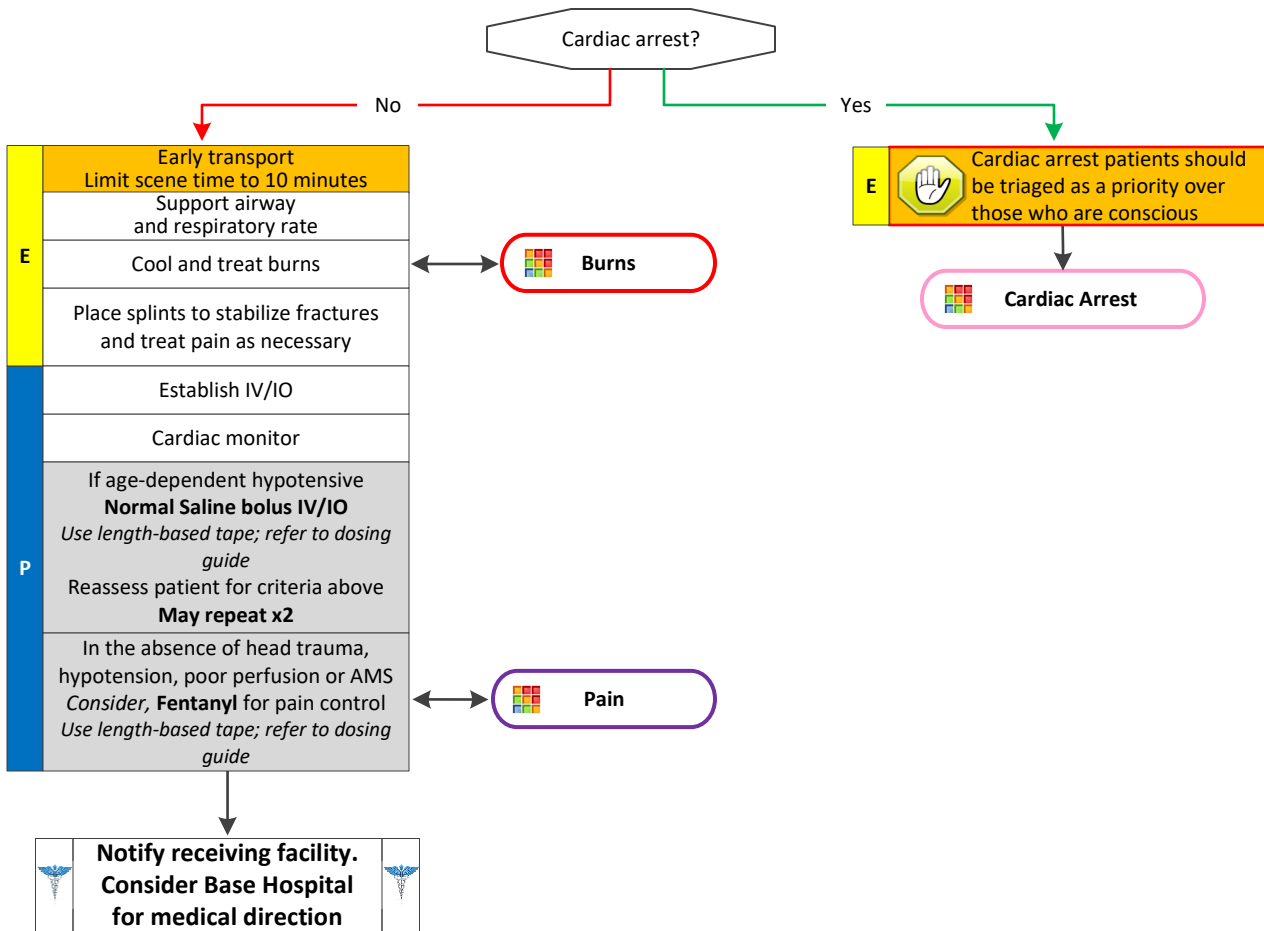 Cardiac arrest?
No
Yes
E
Early transport
Limit scene time to 10 minutes
Support airway
and respiratory rate
Cool and treat burns
Place splints to stabilize fractures
and treat pain as necessary
Burns
E
Cardiac arrest patients should
be triaged as a priority over
those who are conscious
Cardiac Arrest
P
Establish IV/IO
Cardiac monitor
If age-dependent hypotensive
Normal Saline bolus IV/IO
Use length-based tape; refer to dosing
guide
Reassess patient for criteria above
May repeat x2
In the absence of head trauma,
hypotension, poor perfusion or AMS
Consider, Fentanyl for pain control
Use length-based tape; refer to dosing
guide
Pain
Notify receiving facility.
Consider Base Hospital
for medical direction